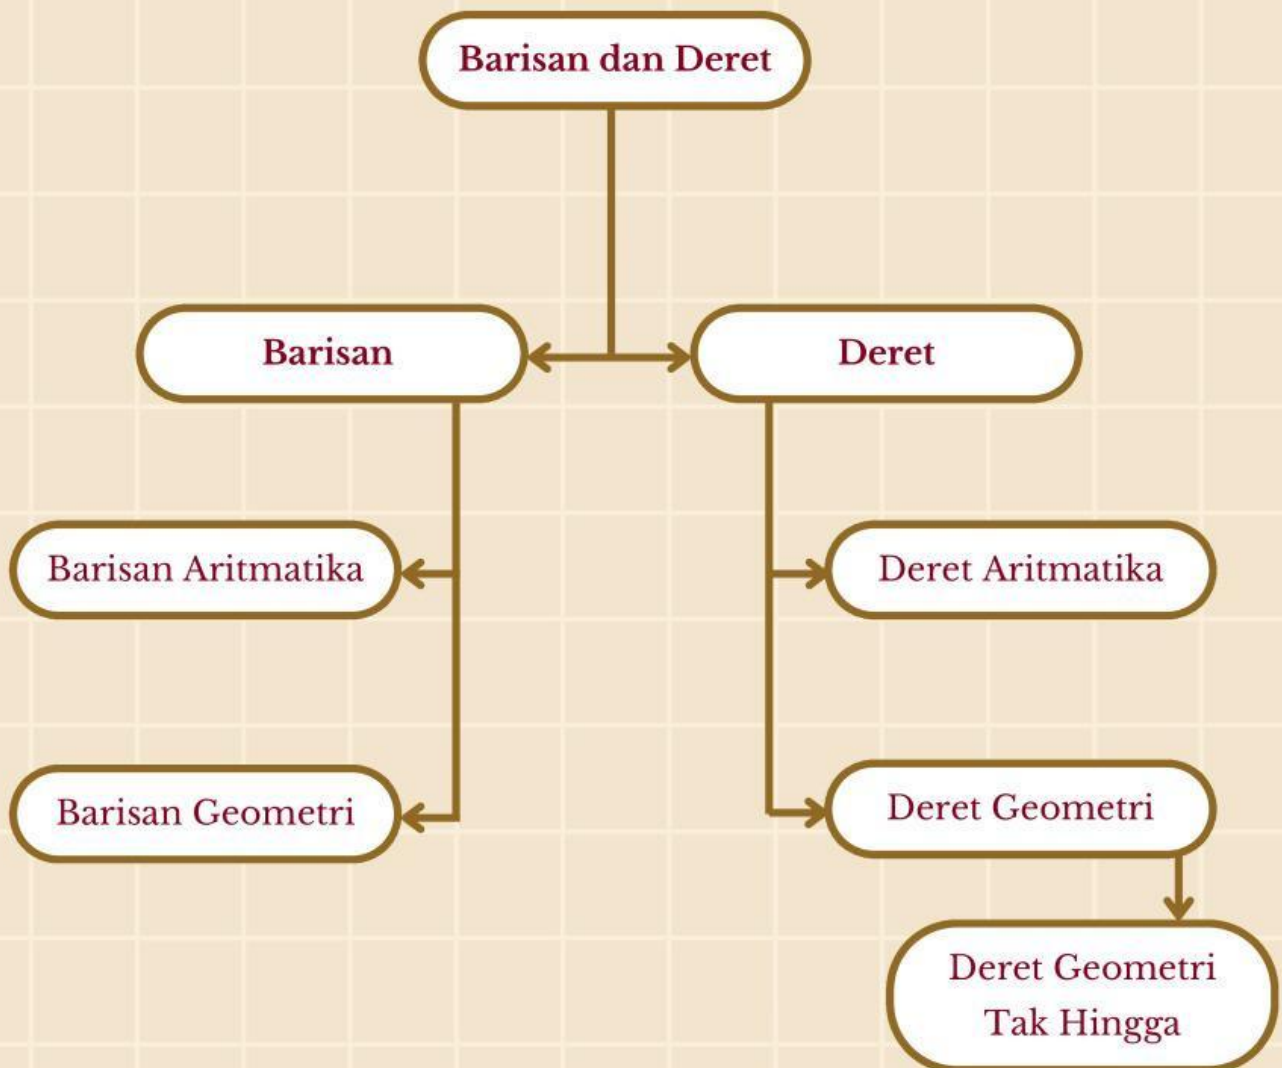 Barisan dan Deret
Barisan
Deret
Barisan Aritmatika
Deret Aritmatika
Barisan Geometri
Deret Geometri
Deret Geometri
Tak Hingga